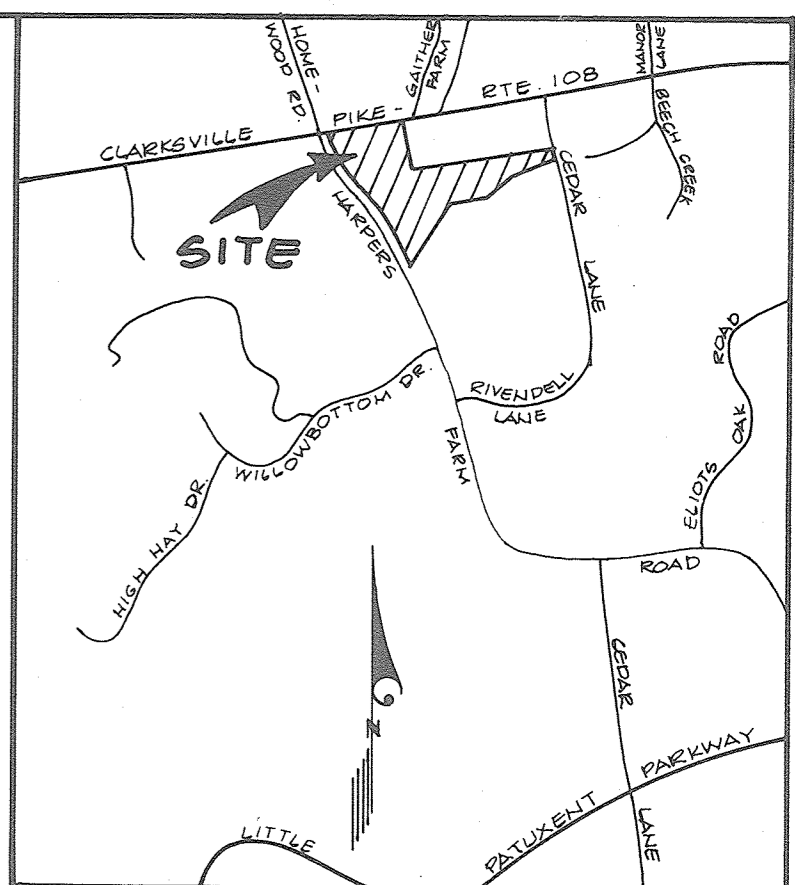 HOME-
WOOD RD.
GAITHER
FARM
MANOR
LANE
CLARKSVILLE
PIKE -
RTE. 108
BEECH CREEK
SITE
HARPERS
CEDAR
LANE
WILLOWBOTTOM DR.
RIVENDELL
LANE
FARM
ELIOTS OAK ROAD
HIGH HAY DR.
ROAD
CEDAR
N
LITTLE
PATUXENT PARKWAY
LANE